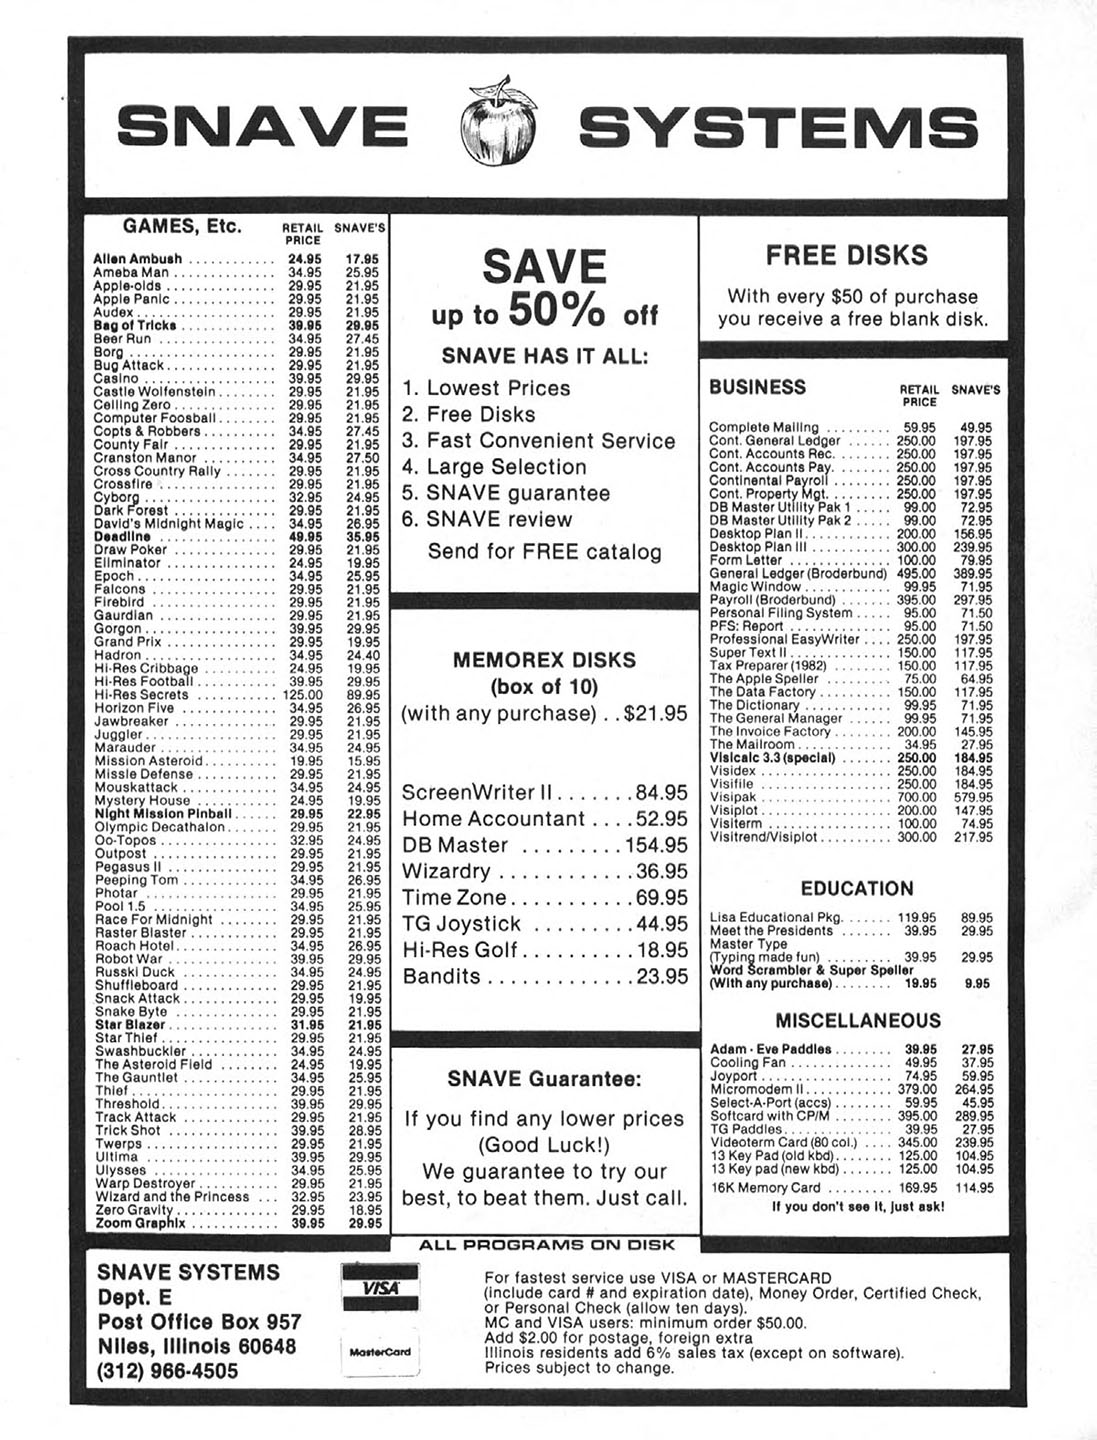 SNAVE SYSTEMS
GAMES, Etc. RETAIL PRICE SNAVE'S
Alien Ambush . . . . . . . . . . . . 24.95 17.95
Ameba Man . . . . . . . . . . . . . . 34.95 25.95
Apple-oids . . . . . . . . . . . . . . . 29.95 21.95
Apple Panic . . . . . . . . . . . . . . 29.95 21.95
Audex . . . . . . . . . . . . . . . . . . . 29.95 21.95
Bag of Tricks . . . . . . . . . . . . . 39.95 29.95
Beer Run . . . . . . . . . . . . . . . . 34.95 27.45
Borg . . . . . . . . . . . . . . . . . . . . 29.95 21.95
Bug Attack . . . . . . . . . . . . . . . 29.95 21.95
Casino . . . . . . . . . . . . . . . . . . 39.95 29.95
Castle Wolfenstein . . . . . . . . 29.95 21.95
Ceiling Zero . . . . . . . . . . . . . . 29.95 21.95
Computer Foosball . . . . . . . . 29.95 21.95
Copts & Robbers . . . . . . . . . . 34.95 27.45
County Fair . . . . . . . . . . . . . . 29.95 21.95
Cranston Manor . . . . . . . . . . 34.95 27.50
Cross Country Rally . . . . . . . 29.95 21.95
Crossfire . . . . . . . . . . . . . . . . 29.95 21.95
Cyborg . . . . . . . . . . . . . . . . . . 32.95 24.95
Dark Forest . . . . . . . . . . . . . . 29.95 21.95
David's Midnight Magic . . . . 34.95 26.95
Deadline . . . . . . . . . . . . . . . . 49.95 35.95
Draw Poker . . . . . . . . . . . . . . 29.95 21.95
Eliminator . . . . . . . . . . . . . . . 24.95 19.95
Epoch . . . . . . . . . . . . . . . . . . . 34.95 25.95
Falcons . . . . . . . . . . . . . . . . . 29.95 21.95
Firebird . . . . . . . . . . . . . . . . . 29.95 21.95
Gaurdian . . . . . . . . . . . . . . . . 29.95 21.95
Gorgon . . . . . . . . . . . . . . . . . . 39.95 29.95
Grand Prix . . . . . . . . . . . . . . . 29.95 19.95
Hadron . . . . . . . . . . . . . . . . . . 34.95 24.40
Hi-Res Cribbage . . . . . . . . . . 24.95 19.95
Hi-Res Football . . . . . . . . . . . 39.95 29.95
Hi-Res Secrets . . . . . . . . . . . 125.00 89.95
Horizon Five . . . . . . . . . . . . . 34.95 26.95
Jawbreaker . . . . . . . . . . . . . . 29.95 21.95
Juggler . . . . . . . . . . . . . . . . . . 29.95 21.95
Marauder . . . . . . . . . . . . . . . . 34.95 24.95
Mission Asteroid . . . . . . . . . . 19.95 15.95
Missle Defense . . . . . . . . . . . 29.95 21.95
Mouskattack . . . . . . . . . . . . . 34.95 24.95
Mystery House . . . . . . . . . . . 24.95 19.95
Night Mission Pinball . . . . . . 29.95 22.95
Olympic Decathalon . . . . . . . 29.95 21.95
Oo-Topos . . . . . . . . . . . . . . . . 32.95 24.95
Outpost . . . . . . . . . . . . . . . . . 29.95 21.95
Pegasus II . . . . . . . . . . . . . . . 29.95 21.95
Peeping Tom . . . . . . . . . . . . . 34.95 26.95
Photar . . . . . . . . . . . . . . . . . . 29.95 21.95
Pool 1.5 . . . . . . . . . . . . . . . . . 34.95 25.95
Race For Midnight . . . . . . . . 29.95 21.95
Raster Blaster . . . . . . . . . . . . 29.95 21.95
Roach Hotel . . . . . . . . . . . . . . 34.95 26.95
Robot War . . . . . . . . . . . . . . . 39.95 29.95
Russki Duck . . . . . . . . . . . . . 34.95 24.95
Shuffleboard . . . . . . . . . . . . . 29.95 21.95
Snack Attack . . . . . . . . . . . . . 29.95 19.95
Snake Byte . . . . . . . . . . . . . . 29.95 21.95
Star Blazer . . . . . . . . . . . . . . . 31.95 21.95
Star Thief . . . . . . . . . . . . . . . . 29.95 21.95
Swashbuckler . . . . . . . . . . . . 34.95 24.95
The Asteroid Field . . . . . . . . 24.95 19.95
The Gauntlet . . . . . . . . . . . . . 34.95 25.95
Thief . . . . . . . . . . . . . . . . . . . . 29.95 21.95
Threshold . . . . . . . . . . . . . . . . 39.95 29.95
Track Attack . . . . . . . . . . . . . 29.95 21.95
Trick Shot . . . . . . . . . . . . . . . 39.95 28.95
Twerps . . . . . . . . . . . . . . . . . . 29.95 21.95
Ultima . . . . . . . . . . . . . . . . . . 39.95 29.95
Ulysses . . . . . . . . . . . . . . . . . 34.95 25.95
Warp Destroyer . . . . . . . . . . . 29.95 21.95
Wizard and the Princess . . . 32.95 23.95
Zero Gravity . . . . . . . . . . . . . . 29.95 18.95
Zoom Graphix . . . . . . . . . . . . 39.95 29.95
SAVE
up to 50% off
SNAVE HAS IT ALL:
1. Lowest Prices
2. Free Disks
3. Fast Convenient Service
4. Large Selection
5. SNAVE guarantee
6. SNAVE review
Send for FREE catalog
MEMOREX DISKS
(box of 10)
(with any purchase) . . $21.95
ScreenWriter II . . . . . . . 84.95
Home Accountant . . . . 52.95
DB Master . . . . . . . . . 154.95
Wizardry . . . . . . . . . . . 36.95
Time Zone . . . . . . . . . . 69.95
TG Joystick . . . . . . . . . 44.95
Hi-Res Golf . . . . . . . . . . 18.95
Bandits . . . . . . . . . . . . 23.95
SNAVE Guarantee:
If you find any lower prices
(Good Luck!)
We guarantee to try our
best, to beat them. Just call.
FREE DISKS
With every $50 of purchase
you receive a free blank disk.
BUSINESS RETAIL PRICE SNAVE'S
Complete Mailing . . . . . . . . . 59.95 49.95
Cont. General Ledger . . . . . . 250.00 197.95
Cont. Accounts Rec. . . . . . . . 250.00 197.95
Cont. Accounts Pay. . . . . . . . 250.00 197.95
Continental Payroll . . . . . . . . 250.00 197.95
Cont. Property Mgt. . . . . . . . . 250.00 197.95
DB Master Utility Pak 1 . . . . . 99.00 72.95
DB Master Utility Pak 2 . . . . . 99.00 72.95
Desktop Plan II . . . . . . . . . . . 200.00 156.95
Desktop Plan III . . . . . . . . . . . 300.00 239.95
Form Letter . . . . . . . . . . . . . . 100.00 79.95
General Ledger (Broderbund) 495.00 389.95
Magic Window . . . . . . . . . . . . 99.95 71.95
Payroll (Broderbund) . . . . . . . 395.00 297.95
Personal Filing System . . . . . 95.00 71.50
PFS: Report . . . . . . . . . . . . . . 95.00 71.50
Professional EasyWriter . . . . 250.00 197.95
Super Text II . . . . . . . . . . . . . 150.00 117.95
Tax Preparer (1982) . . . . . . . . 150.00 117.95
The Apple Speller . . . . . . . . . 75.00 64.95
The Data Factory . . . . . . . . . . 150.00 117.95
The Dictionary . . . . . . . . . . . . 99.95 71.95
The General Manager . . . . . . 99.95 71.95
The Invoice Factory . . . . . . . . 200.00 145.95
The Mailroom . . . . . . . . . . . . . 34.95 27.95
Visicalc 3.3 (special) . . . . . . . 250.00 184.95
Visidex . . . . . . . . . . . . . . . . . . 250.00 184.95
Visifile . . . . . . . . . . . . . . . . . . 250.00 184.95
Visipak . . . . . . . . . . . . . . . . . . 700.00 579.95
Visiplot . . . . . . . . . . . . . . . . . . 200.00 147.95
Visiterm . . . . . . . . . . . . . . . . . 100.00 74.95
Visitrend/Visiplot . . . . . . . . . . 300.00 217.95
EDUCATION
Lisa Educational Pkg. . . . . . . 119.95 89.95
Meet the Presidents . . . . . . . 39.95 29.95
Master Type
(Typing made fun) . . . . . . . . . 39.95 29.95
Word Scrambler & Super Speller
(With any purchase) . . . . . . . . 19.95 9.95
MISCELLANEOUS
Adam - Eve Paddles . . . . . . . . 39.95 27.95
Cooling Fan . . . . . . . . . . . . . . 49.95 37.95
Joyport . . . . . . . . . . . . . . . . . . 74.95 59.95
Micromodem II . . . . . . . . . . . . 379.00 264.95
Select-A-Port (accs) . . . . . . . . 59.95 45.95
Softcard with CP/M . . . . . . . . 395.00 289.95
TG Paddles . . . . . . . . . . . . . . . 39.95 27.95
Videoterm Card (80 col.) . . . . 345.00 239.95
13 Key Pad (old kbd) . . . . . . . 125.00 104.95
13 Key pad (new kbd) . . . . . . . 125.00 104.95
16K Memory Card . . . . . . . . . 169.95 114.95
If you don't see it, just ask!
ALL PROGRAMS ON DISK
SNAVE SYSTEMS
Dept. E
Post Office Box 957
Niles, Illinois 60648
(312) 966-4505
VISA
MasterCard
For fastest service use VISA or MASTERCARD
(include card # and expiration date), Money Order, Certified Check,
or Personal Check (allow ten days).
MC and VISA users: minimum order $50.00.
Add $2.00 for postage, foreign extra
Illinois residents add 6% sales tax (except on software).
Prices subject to change.